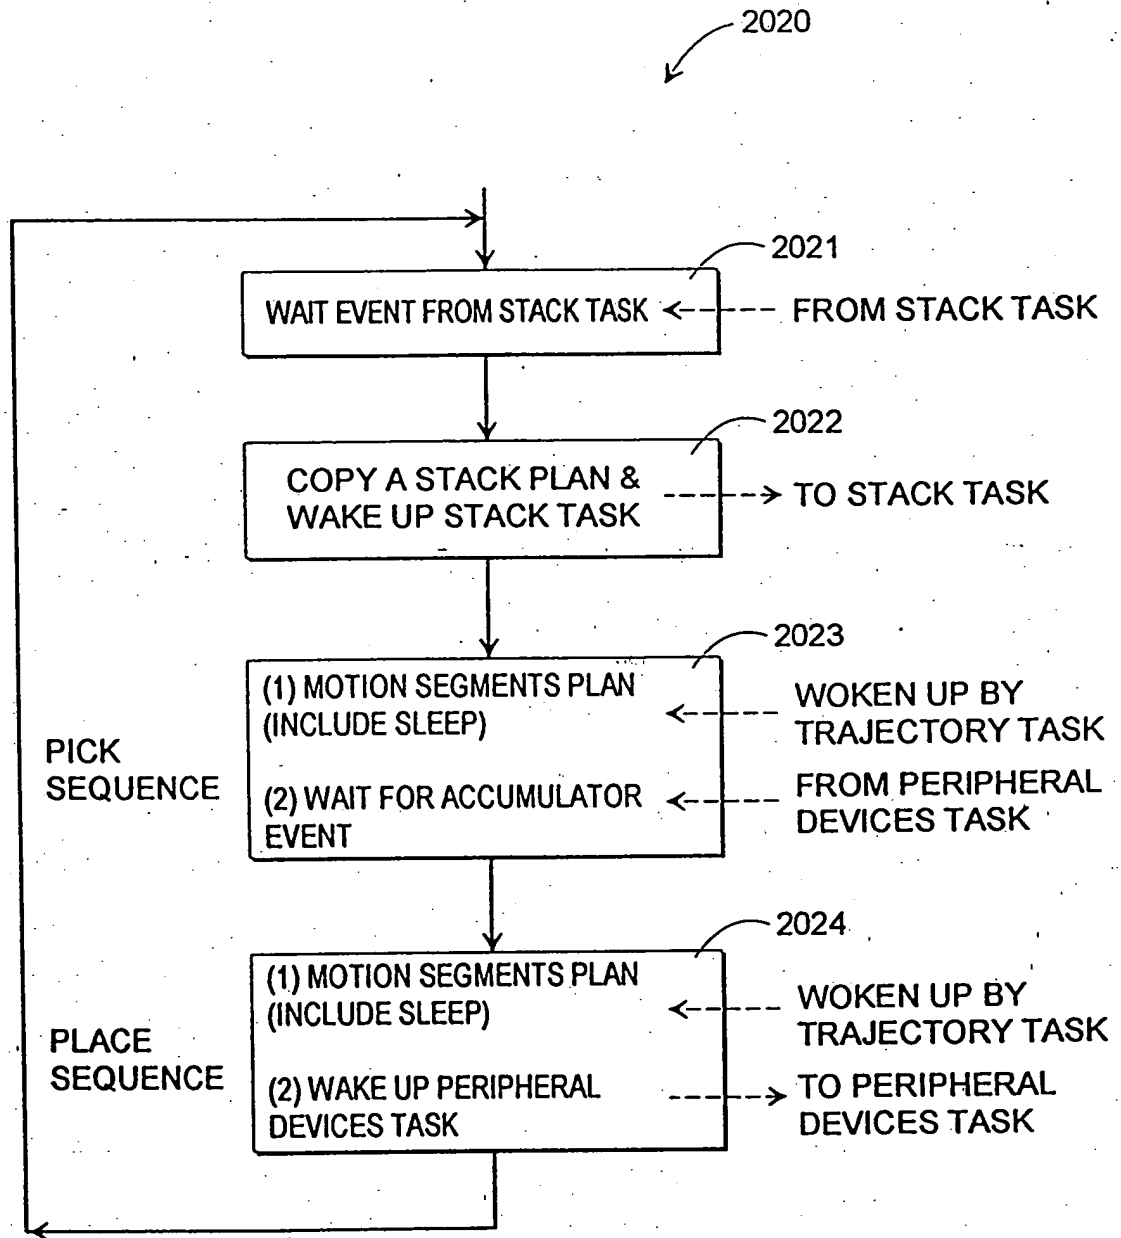 2020
2021
WAIT EVENT FROM STACK TASK
FROM STACK TASK
2022
COPY A STACK PLAN &
WAKE UP STACK TASK
TO STACK TASK
2023
PICK
SEQUENCE
(1) MOTION SEGMENTS PLAN
(INCLUDE SLEEP)
WOKEN UP BY
TRAJECTORY TASK
(2) WAIT FOR ACCUMULATOR
EVENT
FROM PERIPHERAL
DEVICES TASK
2024
PLACE
SEQUENCE
(1) MOTION SEGMENTS PLAN
(INCLUDE SLEEP)
WOKEN UP BY
TRAJECTORY TASK
(2) WAKE UP PERIPHERAL
DEVICES TASK
TO PERIPHERAL
DEVICES TASK